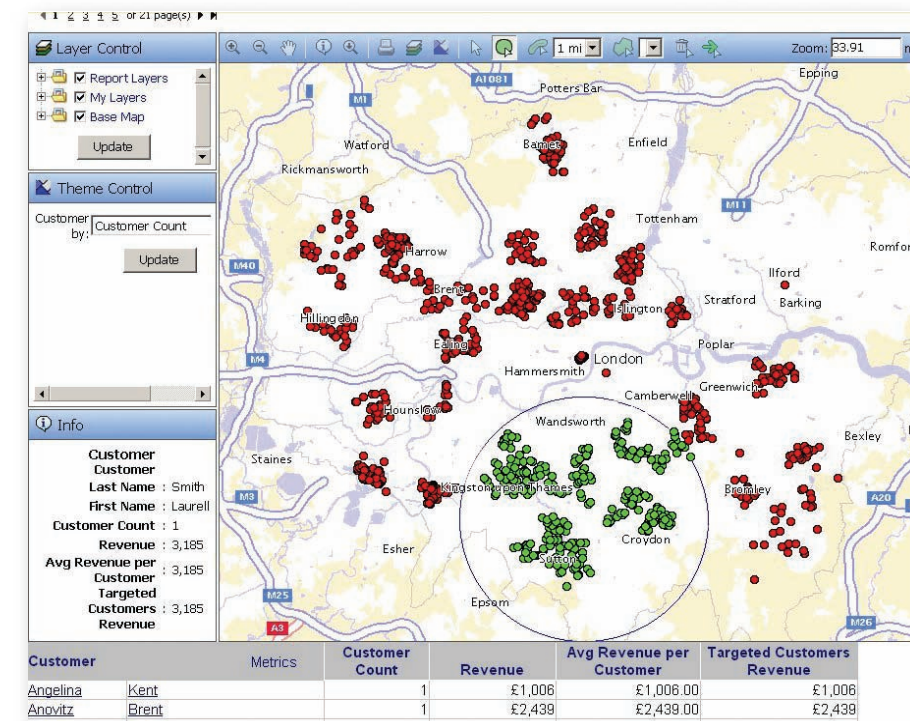 1 2 3 4 5 of 21 page(s)
Layer Control
1 mi
Zoom: 33.91
Report Layers
My Layers
Base Map
Update
Theme Control
Customer by: Customer Count
Update
Info
Customer
Customer
Last Name : Smith
First Name : Laurell
Customer Count : 1
Revenue : 3,185
Avg Revenue per
Customer : 3,185
Targeted
Customers : 3,185
Revenue
Epping
A1081
Potters Bar
M1
Watford
Barnet
Enfield
Rickmansworth
M11
Tottenham
Harrow
Romfor
M40
Ilford
Brent
Stratford
Barking
Hillingdon
Islington
Ealing
Poplar
M4
London
Hammersmith
Greenwich
Camberwell
Hounslow
Wandsworth
Bexley
Staines
Kingston upon Thames
Bromley
M3
A20
Croydon
Esher
Sutton
M25
Epsom
A3
M26
Customer Metrics Customer Count Revenue Avg Revenue per Customer Targeted Customers Revenue
Angelina Kent 1 £1,006 £1,006.00 £1,006
Anovitz Brent 1 £2,439 £2,439.00 £2,439